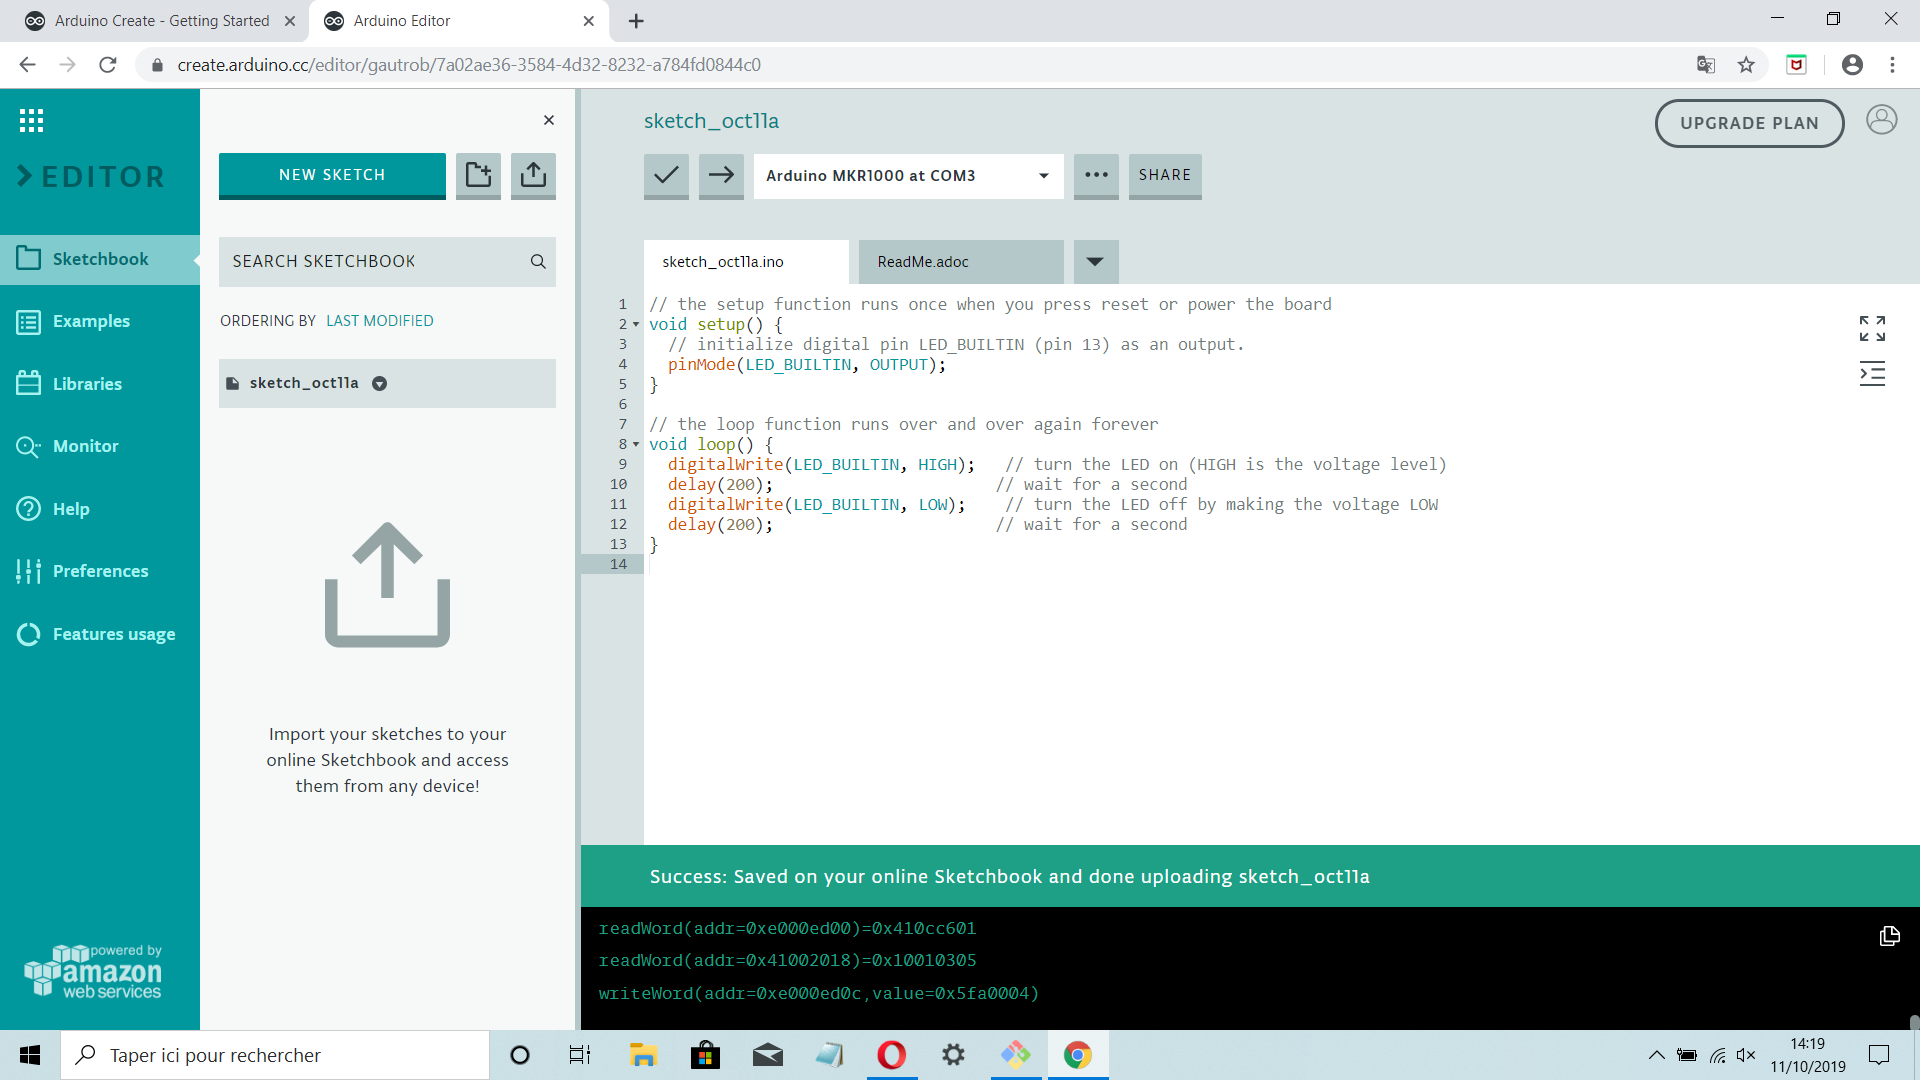 Arduino Create - Getting Started
Arduino Editor
create.arduino.cc/editor/gautrob/7a02ae36-3584-4d32-8232-a784fd0844c0
EDITOR
Sketchbook
Examples
Libraries
Monitor
Help
Preferences
Features usage
powered by
amazon
web services
NEW SKETCH
SEARCH SKETCHBOOK
ORDERING BY LAST MODIFIED
sketch_oct11a
Import your sketches to your
online Sketchbook and access
them from any device!
sketch_oct11a
UPGRADE PLAN
Arduino MKR1000 at COM3
SHARE
sketch_oct11a.ino
ReadMe.adoc
1 // the setup function runs once when you press reset or power the board
2 void setup() {
3 // initialize digital pin LED_BUILTIN (pin 13) as an output.
4 pinMode(LED_BUILTIN, OUTPUT);
5 }
6
7 // the loop function runs over and over again forever
8 void loop() {
9 digitalWrite(LED_BUILTIN, HIGH); // turn the LED on (HIGH is the voltage level)
10 delay(200); // wait for a second
11 digitalWrite(LED_BUILTIN, LOW); // turn the LED off by making the voltage LOW
12 delay(200); // wait for a second
13 }
14
Success: Saved on your online Sketchbook and done uploading sketch_oct11a
readWord(addr=0xe000ed00)=0x410cc601
readWord(addr=0x41002018)=0x10010305
writeWord(addr=0xe000ed0c,value=0x5fa0004)
Taper ici pour rechercher
14:19
11/10/2019